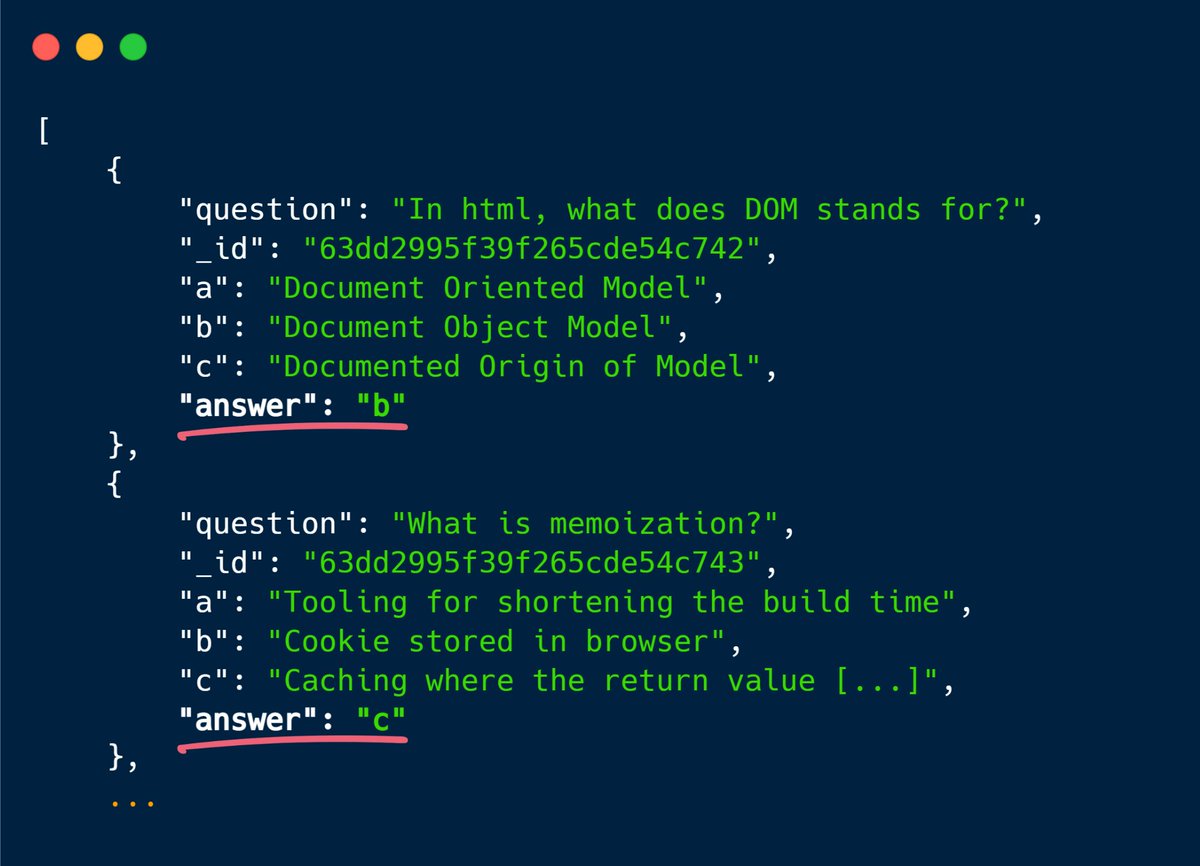 [
{
"question": "In html, what does DOM stands for?",
"_id": "63dd2995f39f265cde54c742",
"a": "Document Oriented Model",
"b": "Document Object Model",
"c": "Documented Origin of Model",
"answer": "b"
},
{
"question": "What is memoization?",
"_id": "63dd2995f39f265cde54c743",
"a": "Tooling for shortening the build time",
"b": "Cookie stored in browser",
"c": "Caching where the return value [...]",
"answer": "c"
},
...